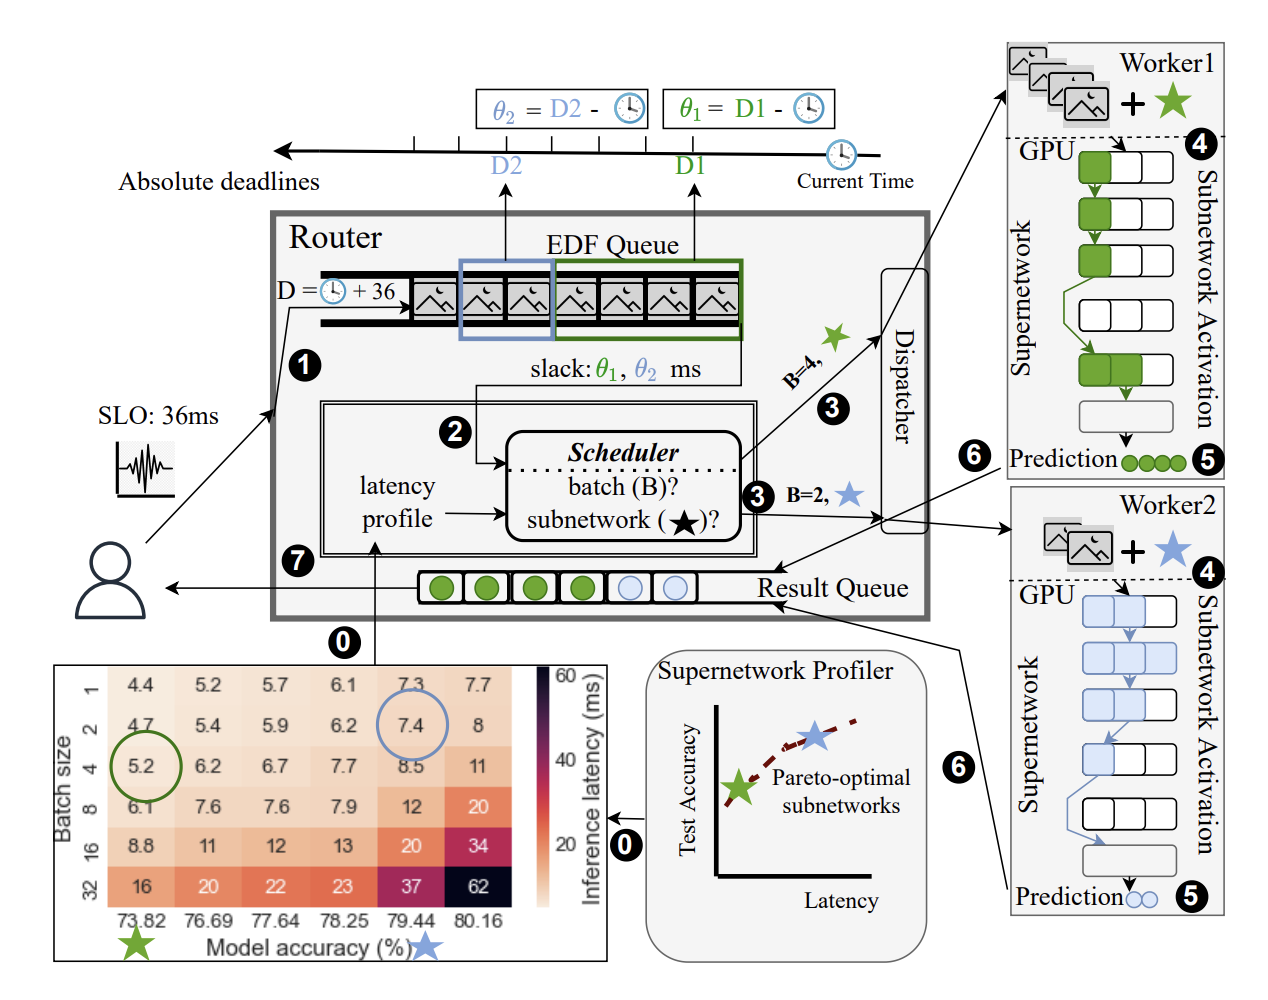 θ₂ = D2 -
θ₁ = D1 -
D2
D1
Absolute deadlines
Current Time
Router
EDF Queue
D = + 36
slack: θ₁, θ₂ ms
1
2
SLO: 36ms
Scheduler
batch (B)?
subnetwork ( )?
latency
profile
B=4,
3
3
B=2,
Dispatcher
7
Result Queue
0
Worker1
4
GPU
Supernetwork
Subnetwork Activation
Prediction
5
6
Worker2
4
GPU
Supernetwork
Subnetwork Activation
Prediction
5
6
Batch size
1 4.4 5.2 5.7 6.1 7.3 7.7
2 4.7 5.4 5.9 6.2 7.4 8
4 5.2 6.2 6.7 7.7 8.5 11
8 6.1 7.6 7.6 7.9 12 20
16 8.8 11 12 13 20 34
32 16 20 22 23 37 62
73.82 76.69 77.64 78.25 79.44 80.16
Model accuracy (%)
60
40
20
Inference latency (ms)
0
Supernetwork Profiler
Test Accuracy
Pareto-optimal
subnetworks
Latency